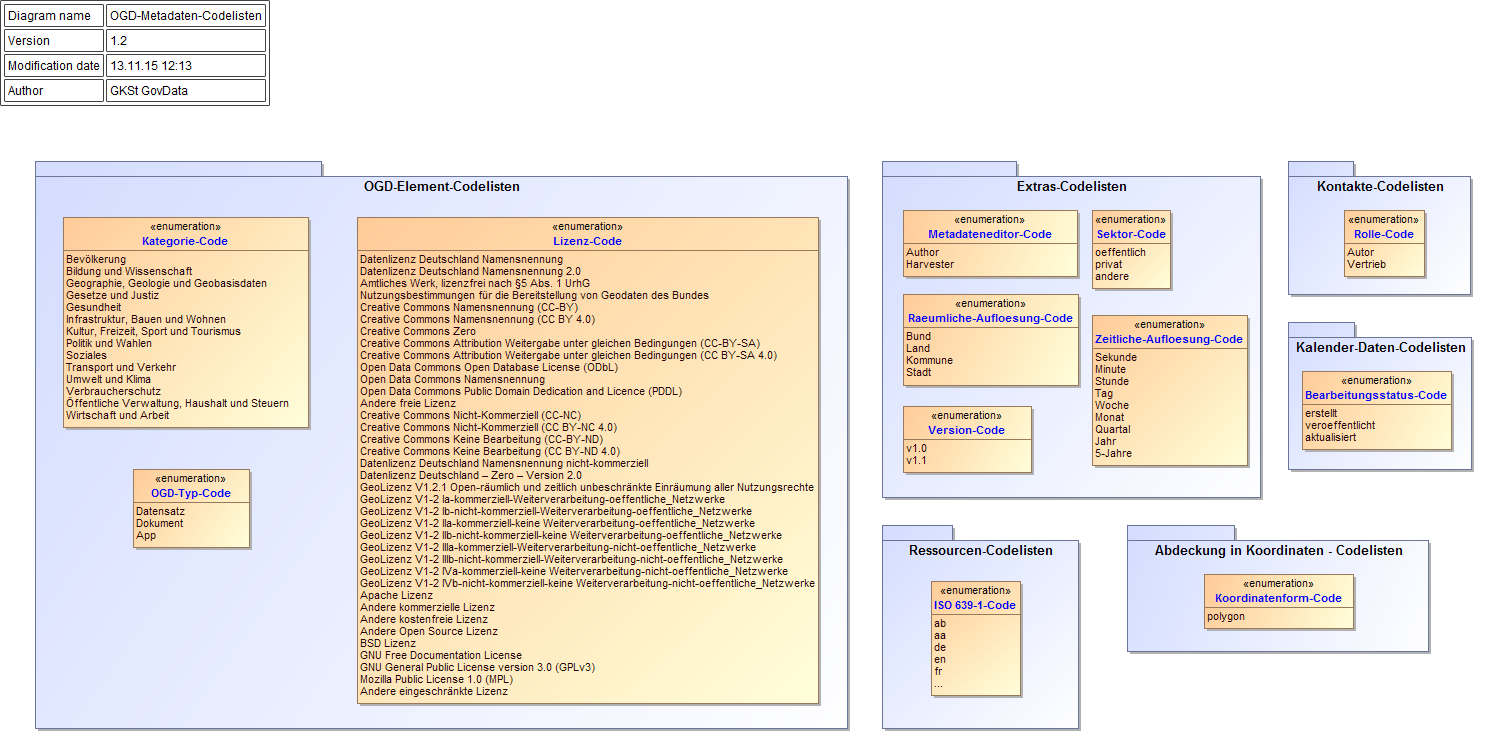 Diagram name OGD-Metadaten-Codelisten
Version 1.2
Modification date 13.11.15 12:13
Author GKSt GovData
OGD-Element-Codelisten
«enumeration»
Kategorie-Code
Bevölkerung
Bildung und Wissenschaft
Geographie, Geologie und Geobasisdaten
Gesetze und Justiz
Gesundheit
Infrastruktur, Bauen und Wohnen
Kultur, Freizeit, Sport und Tourismus
Politik und Wahlen
Soziales
Transport und Verkehr
Umwelt und Klima
Verbraucherschutz
Öffentliche Verwaltung, Haushalt und Steuern
Wirtschaft und Arbeit
«enumeration»
OGD-Typ-Code
Datensatz
Dokument
App
«enumeration»
Lizenz-Code
Datenlizenz Deutschland Namensnennung
Datenlizenz Deutschland Namensnennung 2.0
Amtliches Werk, lizenzfrei nach §5 Abs. 1 UrhG
Nutzungsbestimmungen für die Bereitstellung von Geodaten des Bundes
Creative Commons Namensnennung (CC-BY)
Creative Commons Namensnennung (CC BY 4.0)
Creative Commons Zero
Creative Commons Attribution Weitergabe unter gleichen Bedingungen (CC-BY-SA)
Creative Commons Attribution Weitergabe unter gleichen Bedingungen (CC BY-SA 4.0)
Open Data Commons Open Database License (ODbL)
Open Data Commons Namensnennung
Open Data Commons Public Domain Dedication and Licence (PDDL)
Andere freie Lizenz
Creative Commons Nicht-Kommerziell (CC-NC)
Creative Commons Nicht-Kommerziell (CC BY-NC 4.0)
Creative Commons Keine Bearbeitung (CC-BY-ND)
Creative Commons Keine Bearbeitung (CC BY-ND 4.0)
Datenlizenz Deutschland Namensnennung nicht-kommerziell
Datenlizenz Deutschland – Zero – Version 2.0
GeoLizenz V1.2.1 Open-räumlich und zeitlich unbeschränkte Einräumung aller Nutzungsrechte
GeoLizenz V1-2 Ia-kommerziell-Weiterverarbeitung-oeffentliche_Netzwerke
GeoLizenz V1-2 Ib-nicht-kommerziell-Weiterverarbeitung-oeffentliche_Netzwerke
GeoLizenz V1-2 IIa-kommerziell-keine Weiterverarbeitung-oeffentliche_Netzwerke
GeoLizenz V1-2 IIb-nicht-kommerziell-keine Weiterverarbeitung-oeffentliche_Netzwerke
GeoLizenz V1-2 IIIa-kommerziell-Weiterverarbeitung-nicht-oeffentliche_Netzwerke
GeoLizenz V1-2 IIIb-nicht-kommerziell-Weiterverarbeitung-nicht-oeffentliche_Netzwerke
GeoLizenz V1-2 IVa-kommerziell-keine Weiterverarbeitung-nicht-oeffentliche_Netzwerke
GeoLizenz V1-2 IVb-nicht-kommerziell-keine Weiterverarbeitung-nicht-oeffentliche_Netzwerke
Apache Lizenz
Andere kommerzielle Lizenz
Andere kostenfreie Lizenz
Andere Open Source Lizenz
BSD Lizenz
GNU Free Documentation License
GNU General Public License version 3.0 (GPLv3)
Mozilla Public License 1.0 (MPL)
Andere eingeschränkte Lizenz
Extras-Codelisten
«enumeration»
Metadateneditor-Code
Author
Harvester
«enumeration»
Sektor-Code
oeffentlich
privat
andere
«enumeration»
Raeumliche-Aufloesung-Code
Bund
Land
Kommune
Stadt
«enumeration»
Zeitliche-Aufloesung-Code
Sekunde
Minute
Stunde
Tag
Woche
Monat
Quartal
Jahr
5-Jahre
«enumeration»
Version-Code
v1.0
v1.1
Kontakte-Codelisten
«enumeration»
Rolle-Code
Autor
Vertrieb
Kalender-Daten-Codelisten
«enumeration»
Bearbeitungsstatus-Code
erstellt
veroeffentlicht
aktualisiert
Ressourcen-Codelisten
«enumeration»
ISO 639-1-Code
ab
aa
de
en
fr
...
Abdeckung in Koordinaten - Codelisten
«enumeration»
Koordinatenform-Code
polygon